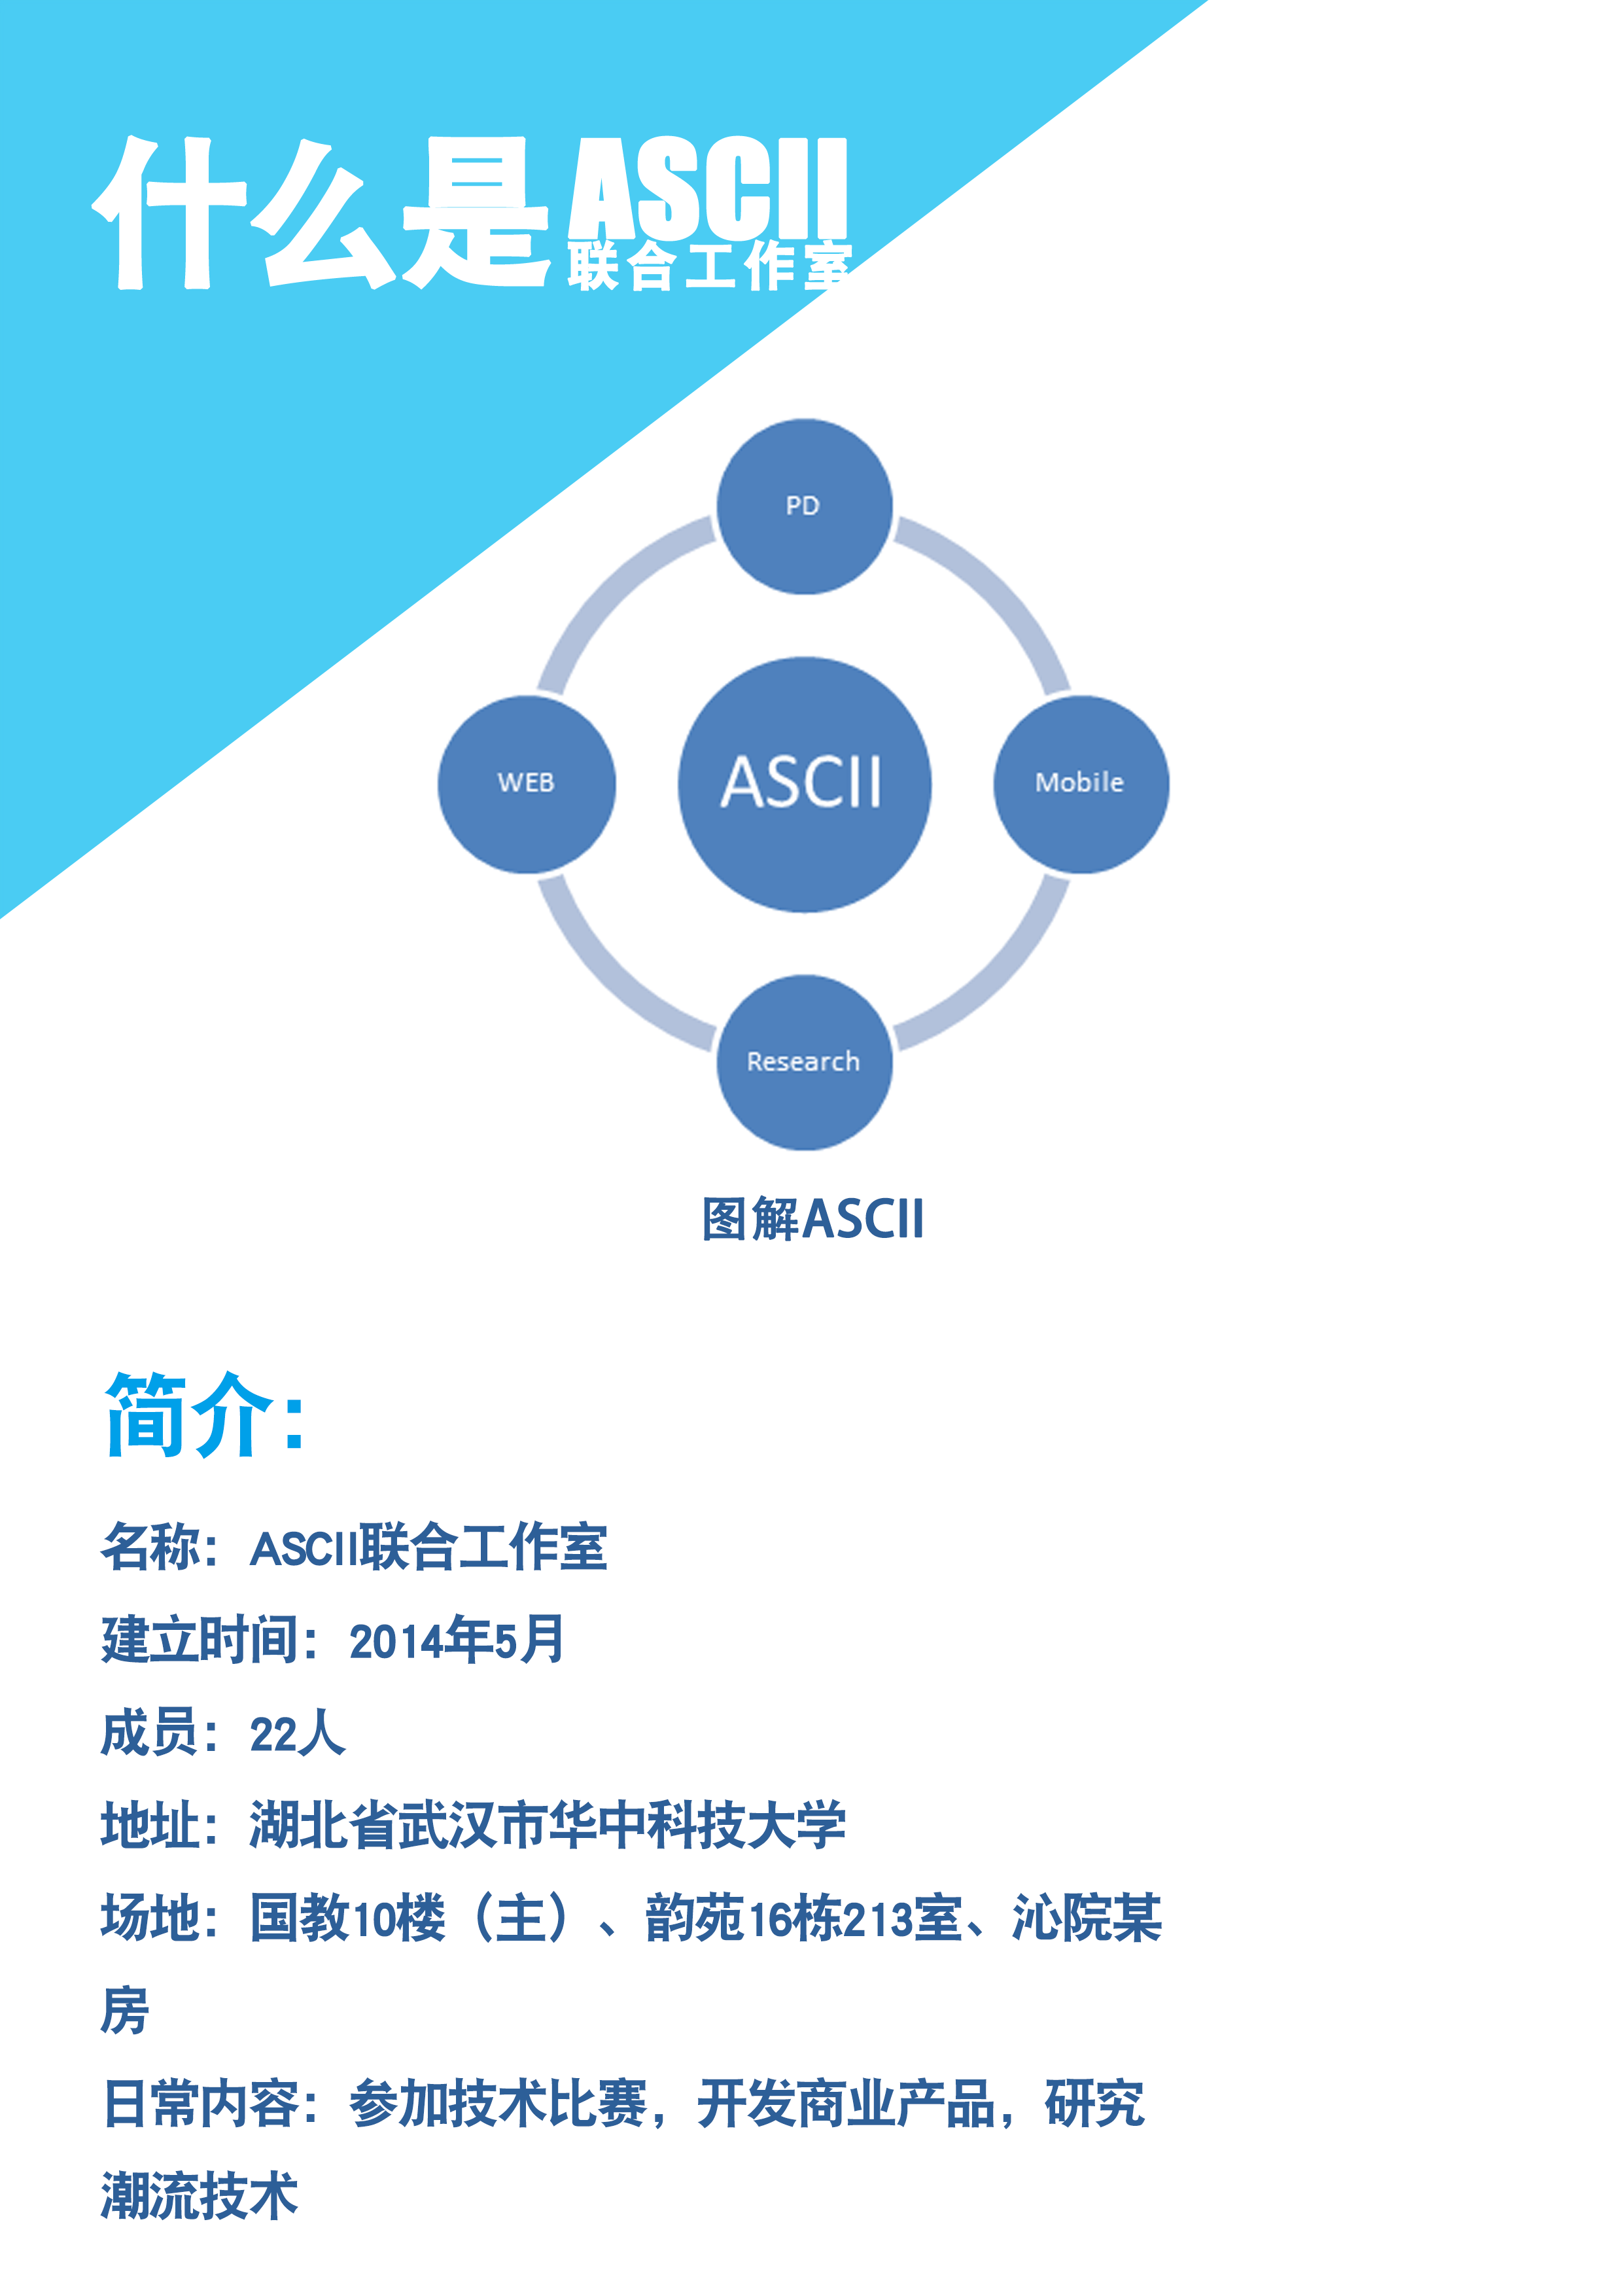 什么是ASCII
联合工作室
PD
WEB
ASCII
Mobile
Research
图解ASCII
简介：
名称：ASCII联合工作室
建立时间：2014年5月
成员：22人
地址：湖北省武汉市华中科技大学
场地：国教10楼（主）、韵苑16栋213室、沁院某
房
日常内容：参加技术比赛，开发商业产品，研究
潮流技术